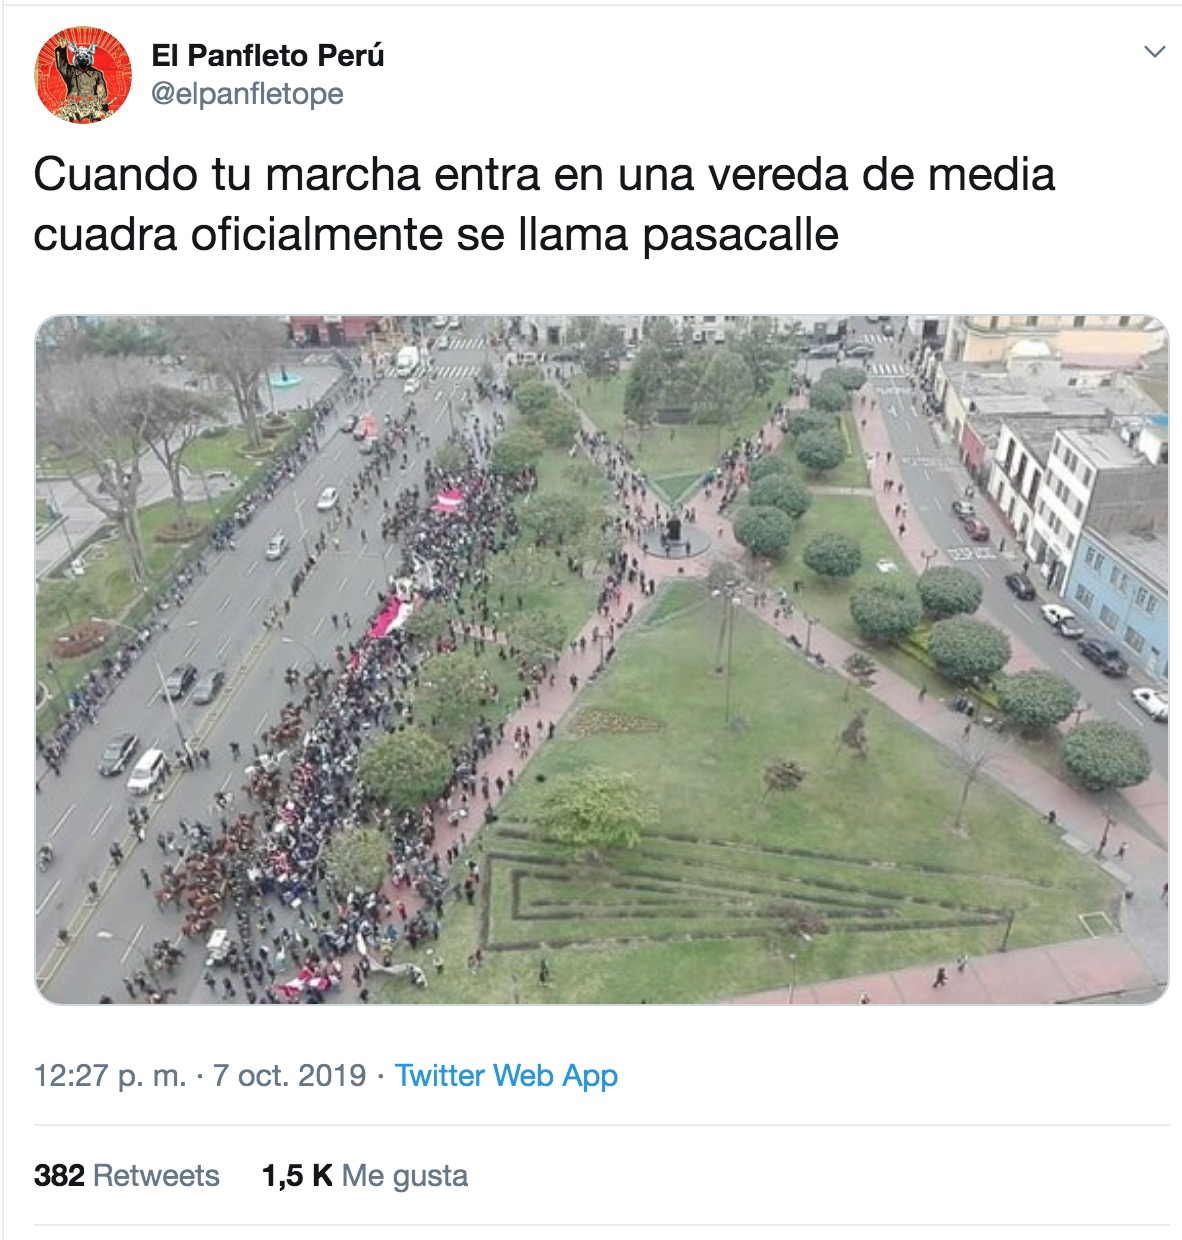 El Panfleto Perú
@elpanfletope
Cuando tu marcha entra en una vereda de media
cuadra oficialmente se llama pasacalle
12:27 p. m. · 7 oct. 2019 · Twitter Web App
382 Retweets 1,5 K Me gusta